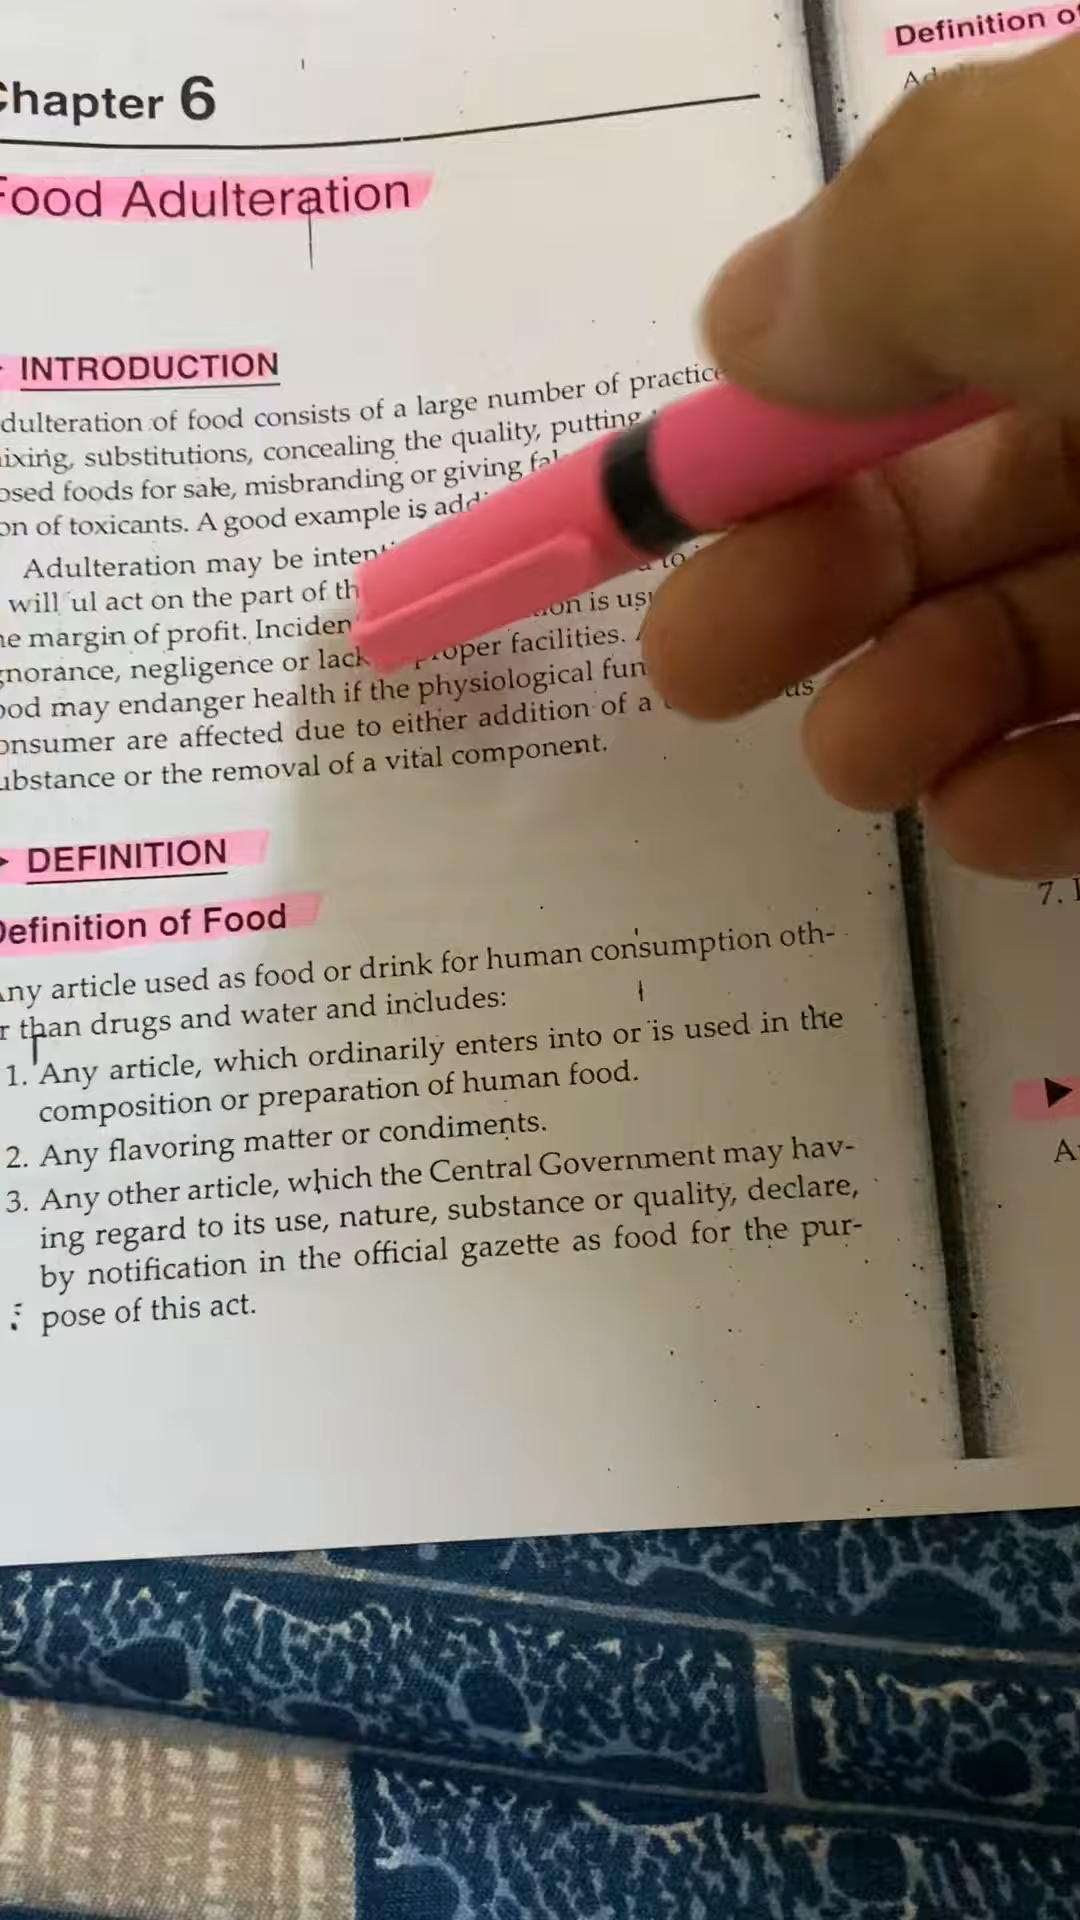 Chapter 6
Food Adulteration
INTRODUCTION
dulteration of food consists of a large number of practice
ixing, substitutions, concealing the quality, putting
osed foods for sale, misbranding or giving
on of toxicants. A good example is
Adulteration may be
will ul act on the part of
e margin of profit.
gnorance, negligence or lack proper facilities.
ood may endanger health if the physiological
onsumer are affected due to either addition of a
ubstance or the removal of a vital component.
DEFINITION
Definition of Food
Any article used as food or drink for human consumption oth-
r than drugs and water and includes:
1. Any article, which ordinarily enters into or is used in the
composition or preparation of human food.
2. Any flavoring matter or condiments.
3. Any other article, which the Central Government may hav-
ing regard to its use, nature, substance or quality, declare,
by notification in the official gazette as food for the pur-
pose of this act.
Definition
7.